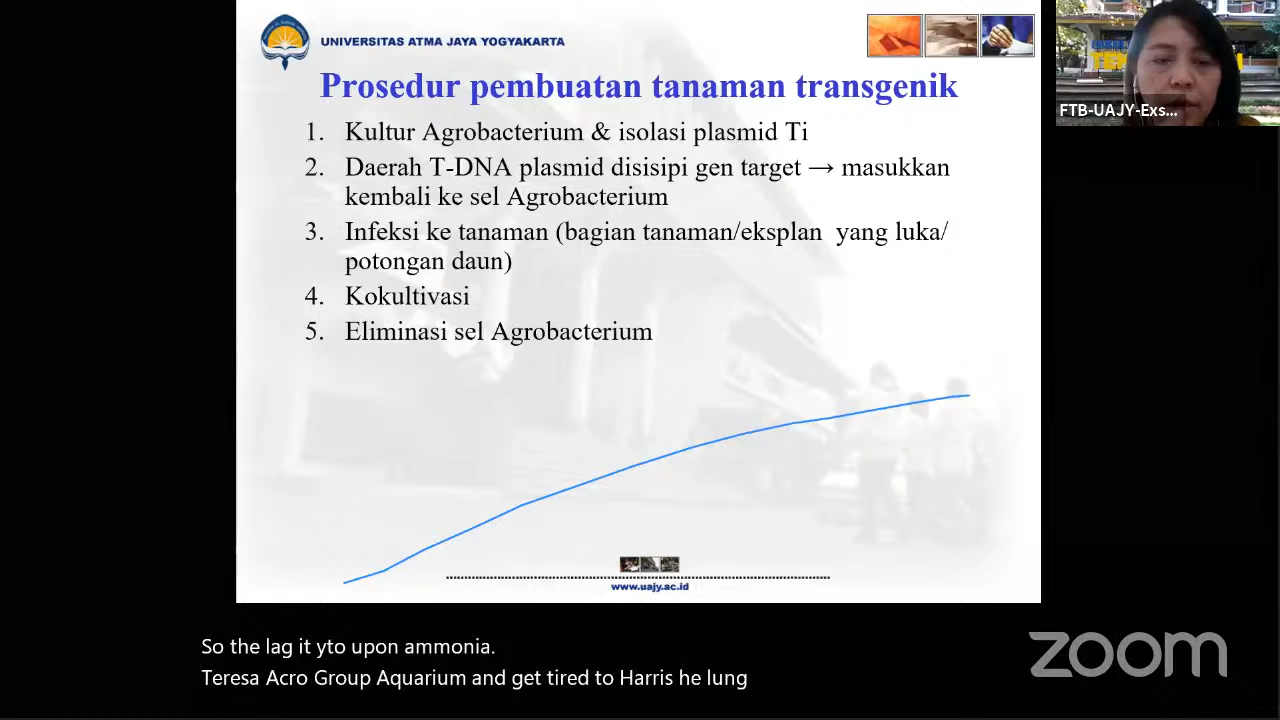 UNIVERSITAS ATMA JAYA YOGYAKARTA
Prosedur pembuatan tanaman transgenik
1. Kultur Agrobacterium & isolasi plasmid Ti
2. Daerah T-DNA plasmid disisipi gen target → masukkan
kembali ke sel Agrobacterium
3. Infeksi ke tanaman (bagian tanaman/eksplan yang luka/
potongan daun)
4. Kokultivasi
5. Eliminasi sel Agrobacterium
www.uajy.ac.id
FTB-UAJY-Exs...
So the lag it yto upon ammonia.
Teresa Acro Group Aquarium and get tired to Harris he lung
zoom